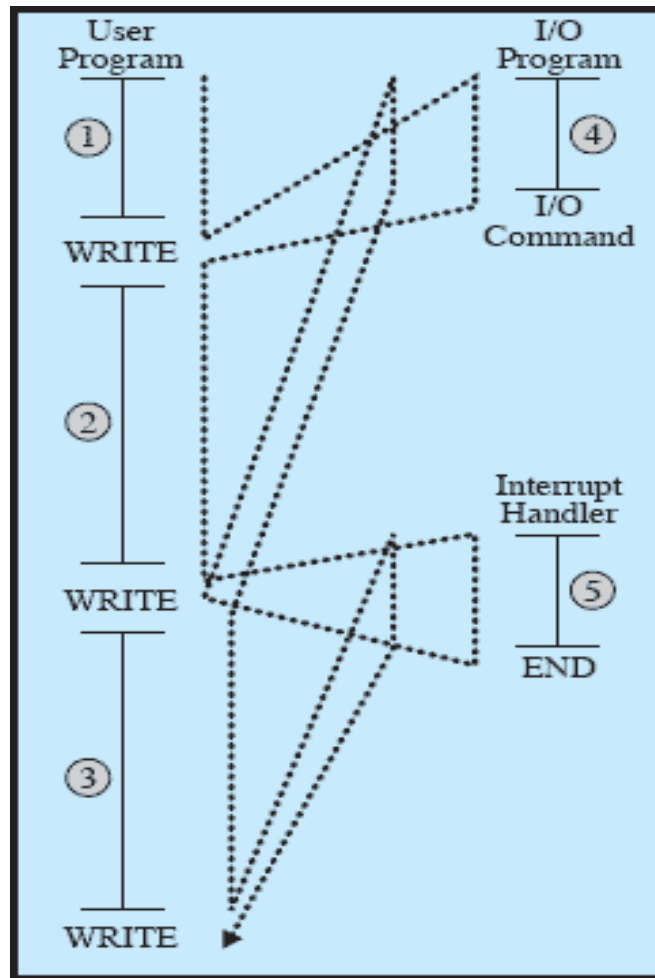 User
Program
1
WRITE
2
WRITE
3
WRITE
I/O
Program
4
I/O
Command
Interrupt
Handler
5
END